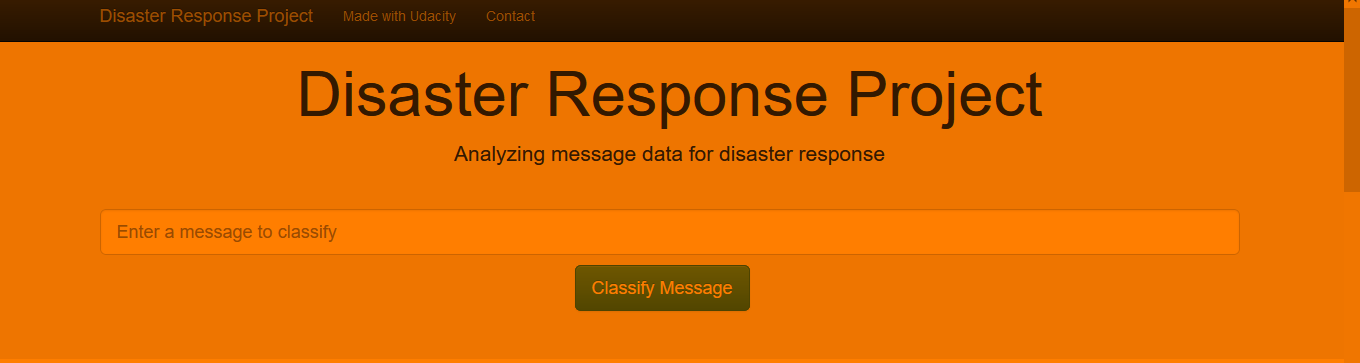 Disaster Response Project Made with Udacity Contact
Disaster Response Project
Analyzing message data for disaster response
Enter a message to classify
Classify Message